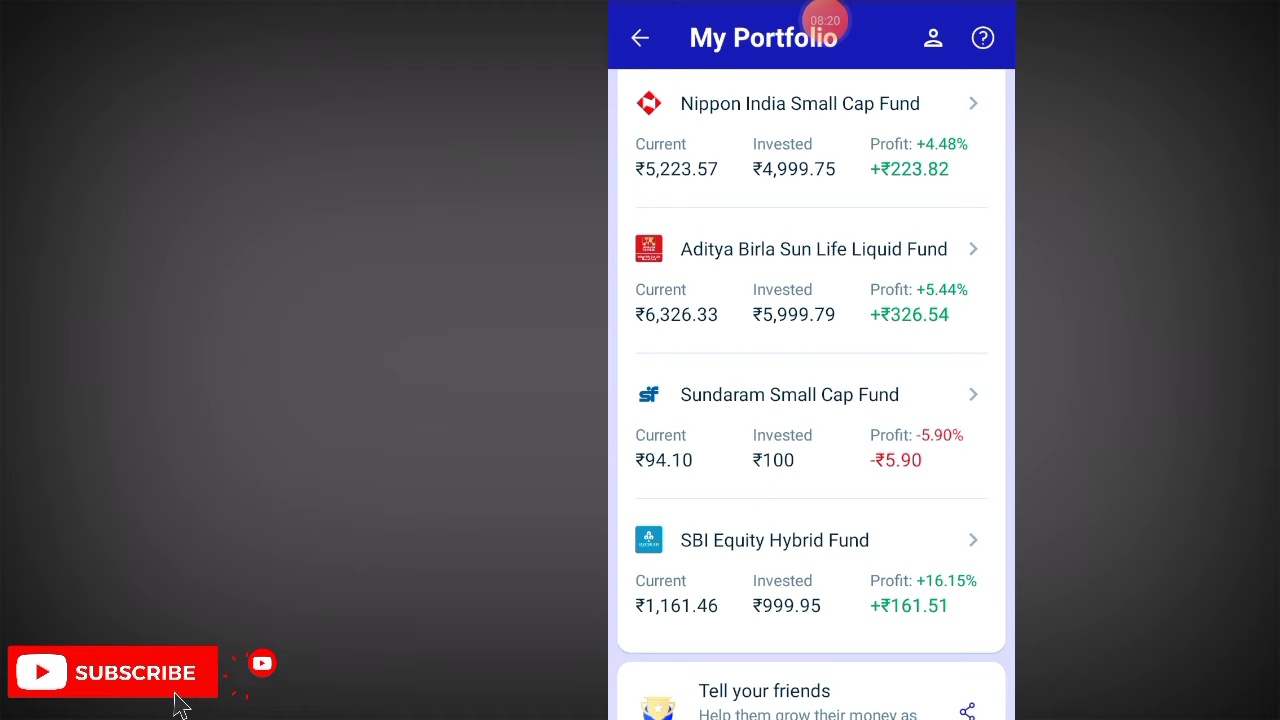 08:20
My Portfolio
Nippon India Small Cap Fund
Current Invested Profit: +4.48%
₹5,223.57 ₹4,999.75 +₹223.82
Aditya Birla Sun Life Liquid Fund
Current Invested Profit: +5.44%
₹6,326.33 ₹5,999.79 +₹326.54
Sundaram Small Cap Fund
Current Invested Profit: -5.90%
₹94.10 ₹100 -₹5.90
SBI Equity Hybrid Fund
Current Invested Profit: +16.15%
₹1,161.46 ₹999.95 +₹161.51
SUBSCRIBE
Tell your friends
Help them grow their money as